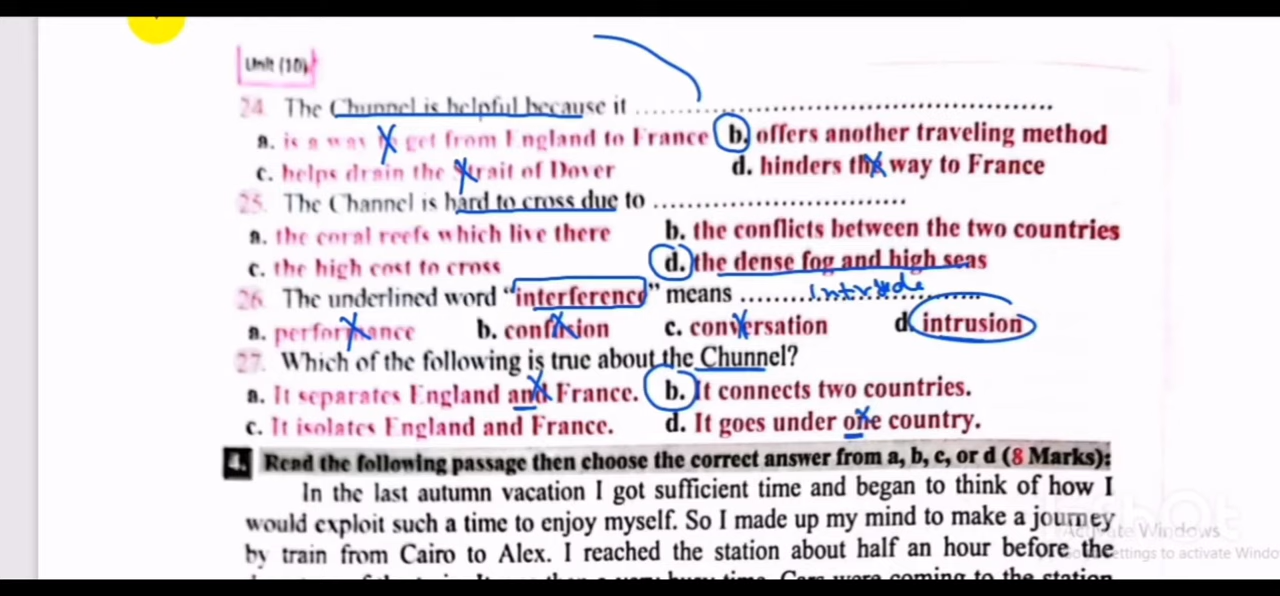 Unit (10)
24. The Chunnel is helpful because it ................................................
a. is a way to get from England to France b. offers another traveling method
c. helps drain the Strait of Dover d. hinders the way to France
25. The Channel is hard to cross due to ..............................
a. the coral reefs which live there b. the conflicts between the two countries
c. the high cost to cross d. the dense fog and high seas
intrude
26. The underlined word "interference" means ..............................
a. performance b. confusion c. conversation d. intrusion
27. Which of the following is true about the Chunnel?
a. It separates England and France. b. It connects two countries.
c. It isolates England and France. d. It goes under one country.
4. Read the following passage then choose the correct answer from a, b, c, or d (8 Marks):
In the last autumn vacation I got sufficient time and began to think of how I
would exploit such a time to enjoy myself. So I made up my mind to make a journey
by train from Cairo to Alex. I reached the station about half an hour before the
Activate Windows